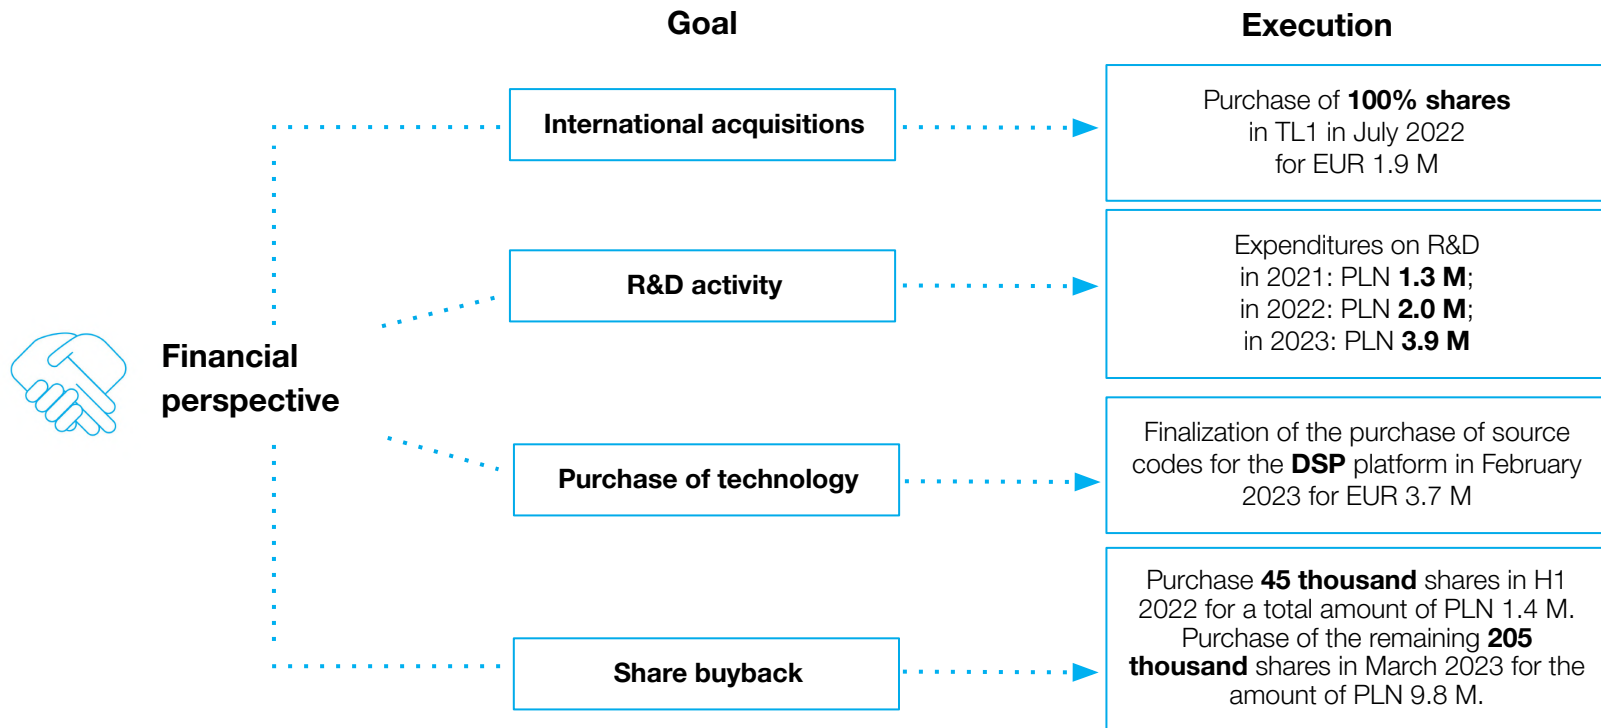 Goal
Execution
Financial
perspective
International acquisitions
Purchase of 100% shares
in TL1 in July 2022
for EUR 1.9 M
R&D activity
Expenditures on R&D
in 2021: PLN 1.3 M;
in 2022: PLN 2.0 M;
in 2023: PLN 3.9 M
Purchase of technology
Finalization of the purchase of source
codes for the DSP platform in February
2023 for EUR 3.7 M
Share buyback
Purchase 45 thousand shares in H1
2022 for a total amount of PLN 1.4 M.
Purchase of the remaining 205
thousand shares in March 2023 for the
amount of PLN 9.8 M.